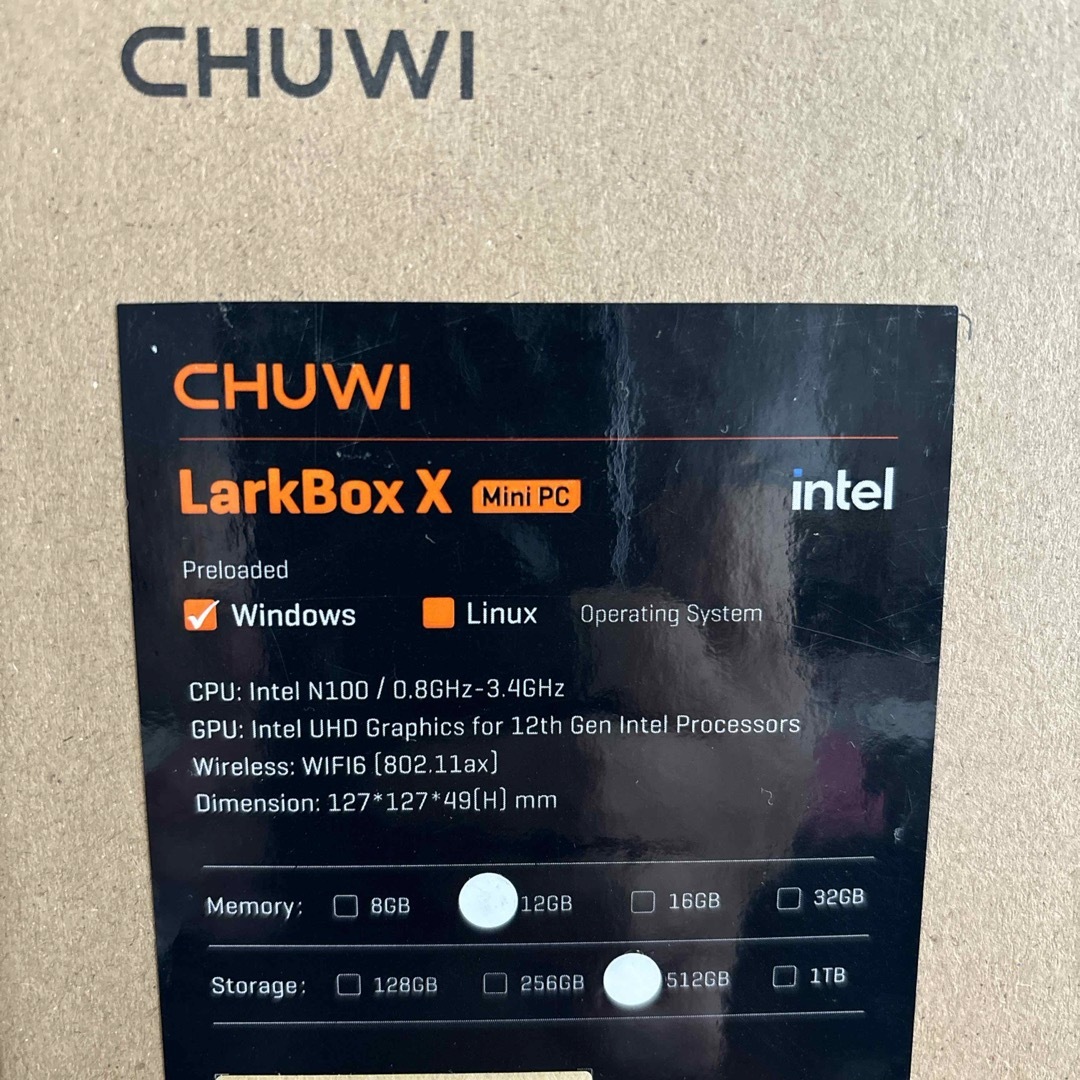 CHUWI
CHUWI
LarkBox X Mini PC intel
Preloaded
Windows Linux Operating System
CPU: Intel N100 / 0.8GHz-3.4GHz
GPU: Intel UHD Graphics for 12th Gen Intel Processors
Wireless: WIFI6 (802.11ax)
Dimension: 127*127*49(H) mm
Memory: 8GB 12GB 16GB 32GB
Storage: 128GB 256GB 512GB 1TB